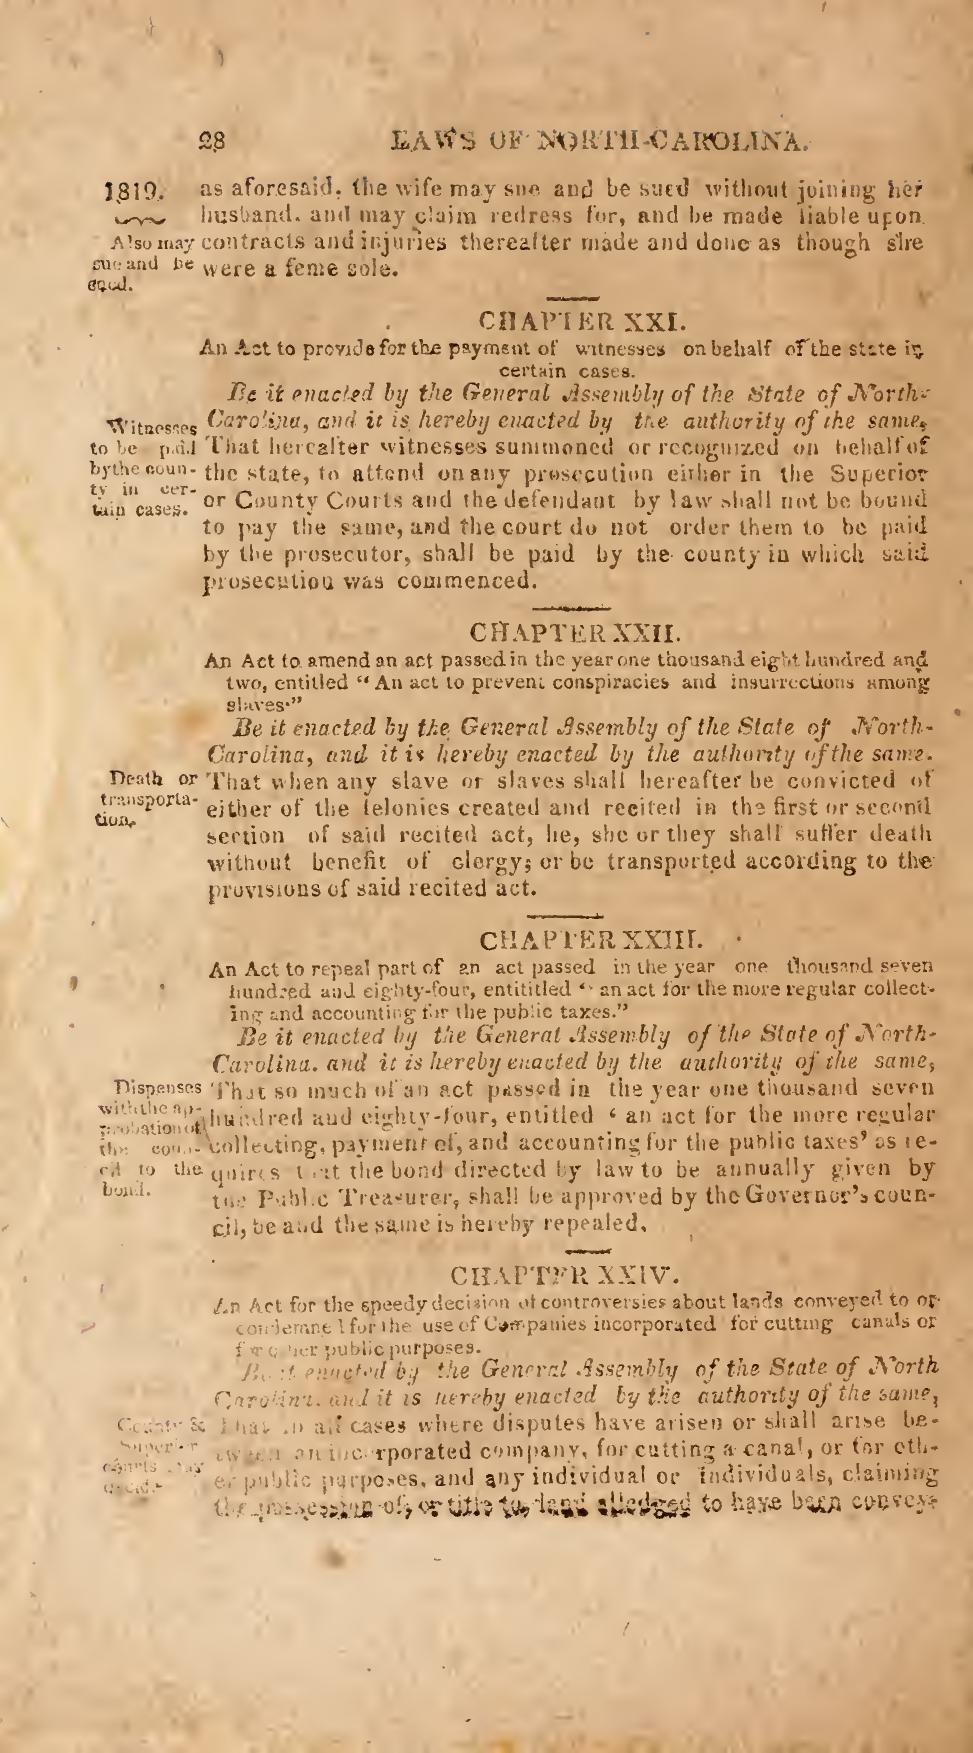 28 LAWS OF NORTH-CAROLINA.
1819.
Also may
sue and be
sued.
as aforesaid, the wife may sue and be sued without joining her
husband. and may claim redress for, and be made liable upon
contracts and injuries thereafter made and done as though she
were a feme sole.
CHAPTER XXI.
An Act to provide for the payment of witnesses on behalf of the state in
certain cases.
Be it enacted by the General Assembly of the State of North-
Carolina, and it is hereby enacted by the authority of the same,
Witnesses
to be paid
by the coun-
ty in cer-
tain cases.
That hereafter witnesses summoned or recognized on behalf of
the state, to attend on any prosecution either in the Superior
or County Courts and the defendant by law shall not be bound
to pay the same, and the court do not order them to be paid
by the prosecutor, shall be paid by the county in which said
prosecution was commenced.
CHAPTER XXII.
An Act to amend an act passed in the year one thousand eight hundred and
two, entitled “ An act to prevent conspiracies and insurrections among
slaves.”
Be it enacted by the General Assembly of the State of North-
Carolina, and it is hereby enacted by the authority of the same.
Death or
transporta-
tion.
That when any slave or slaves shall hereafter be convicted of
either of the felonies created and recited in the first or second
section of said recited act, he, she or they shall suffer death
without benefit of clergy; or be transported according to the
provisions of said recited act.
CHAPTER XXIII.
An Act to repeal part of an act passed in the year one thousand seven
hundred and eighty-four, entititled “ an act for the more regular collect-
ing and accounting for the public taxes.”
Be it enacted by the General Assembly of the State of North-
Carolina. and it is hereby enacted by the authority of the same,
Dispenses
with the ap-
probation of
the coun-
cil to the
bond.
That so much of an act passed in the year one thousand seven
hundred and eighty-four, entitled ‘ an act for the more regular
collecting, payment of, and accounting for the public taxes’ as re-
quires that the bond directed by law to be annually given by
the Public Treasurer, shall be approved by the Governor’s coun-
cil, be and the same is hereby repealed.
CHAPTER XXIV.
An Act for the speedy decision of controversies about lands conveyed to or
condemned for the use of Companies incorporated for cutting canals or
for other public purposes.
Be it enacted by the General Assembly of the State of North
Carolina. and it is hereby enacted by the authority of the same,
County &
Superior
courts may
decide
That in all cases where disputes have arisen or shall arise be-
tween an incorporated company, for cutting a canal, or for oth-
er public purposes, and any individual or individuals, claiming
the possession of, or title to, land alledged to have been convey-